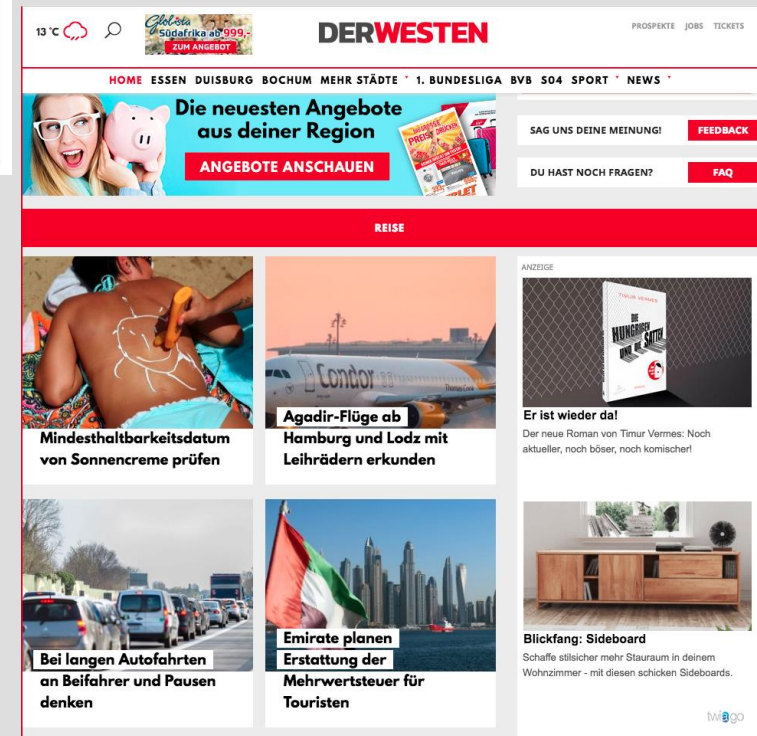 13 °C
Globista
Südafrika ab 999,-
ZUM ANGEBOT
DERWESTEN
PROSPEKTE JOBS TICKETS
HOME ESSEN DUISBURG BOCHUM MEHR STÄDTE 1. BUNDESLIGA BVB S04 SPORT NEWS
Die neuesten Angebote
aus deiner Region
ANGEBOTE ANSCHAUEN
SAG UNS DEINE MEINUNG!
FEEDBACK
DU HAST NOCH FRAGEN?
FAQ
REISE
Mindesthaltbarkeitsdatum
von Sonnencreme prüfen
Condor
Thomas Cook
Agadir-Flüge ab
Hamburg und Lodz mit
Leihrädern erkunden
ANZEIGE
TIMUR VERMES
DIE
HUNGRIGEN
UND DIE SATTEN
Er ist wieder da!
Der neue Roman von Timur Vermes: Noch
aktueller, noch böser, noch komischer!
Bei langen Autofahrten
an Beifahrer und Pausen
denken
Emirate planen
Erstattung der
Mehrwertsteuer für
Touristen
Blickfang: Sideboard
Schaffe stilsicher mehr Stauraum in deinem
Wohnzimmer - mit diesen schicken Sideboards.
twiago